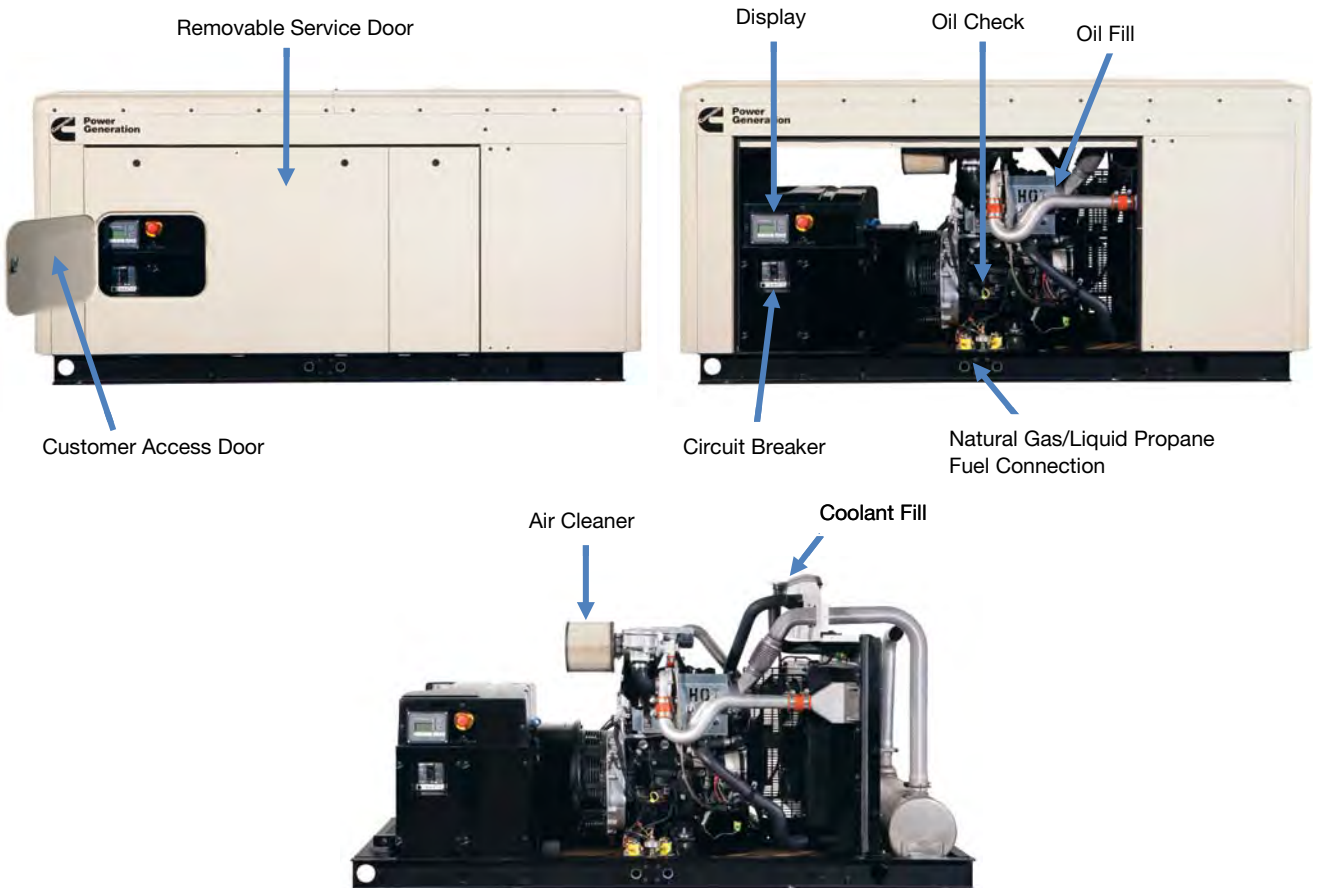 Removable Service Door
Display
Oil Check
Oil Fill
Power
Generation
Power
Generation
HOT
Customer Access Door
Circuit Breaker
Natural Gas/Liquid Propane
Fuel Connection
Air Cleaner
Coolant Fill
HOT